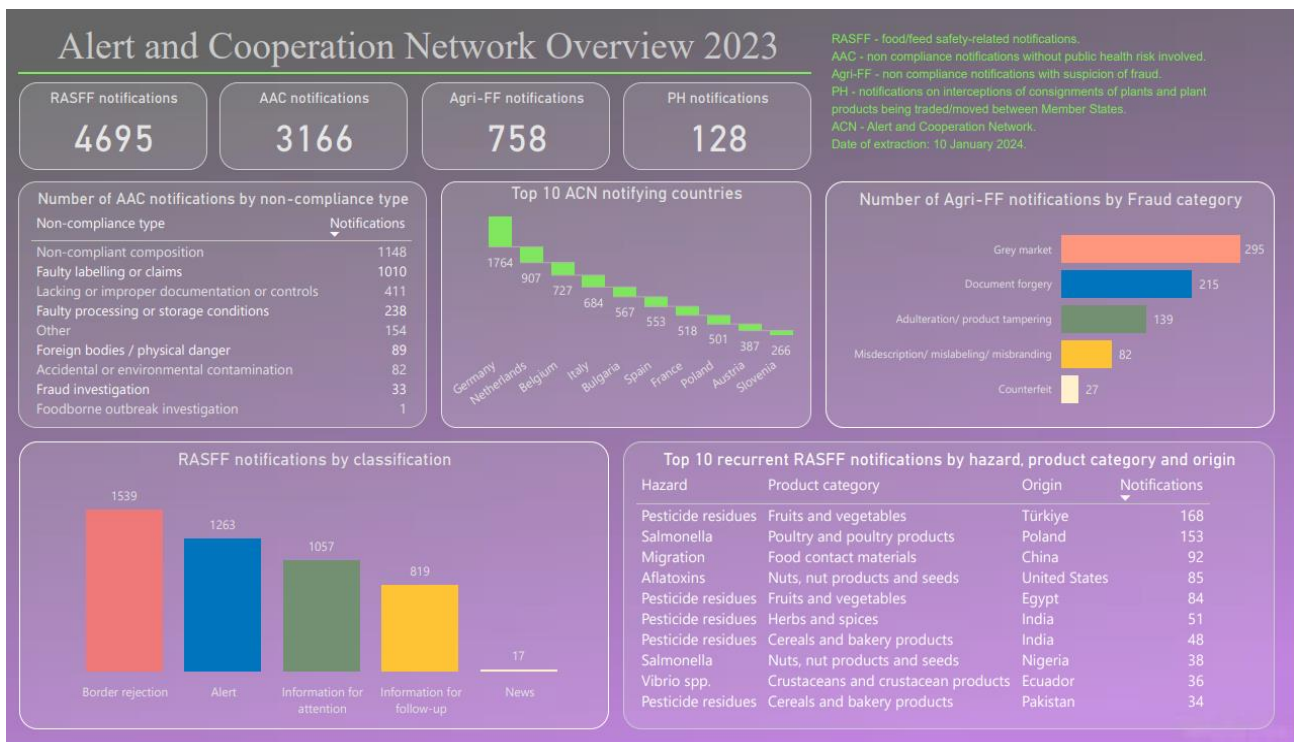 Alert and Cooperation Network Overview 2023
RASFF - food/feed safety-related notifications.
AAC - non compliance notifications without public health risk involved.
Agri-FF - non compliance notifications with suspicion of fraud.
PH - notifications on interceptions of consignments of plants and plant
products being traded/moved between Member States.
ACN - Alert and Cooperation Network.
Date of extraction: 10 January 2024.
RASFF notifications
4695
AAC notifications
3166
Agri-FF notifications
758
PH notifications
128
Number of AAC notifications by non-compliance type
Non-compliance type Notifications
Non-compliant composition 1148
Faulty labelling or claims 1010
Lacking or improper documentation or controls 411
Faulty processing or storage conditions 238
Other 154
Foreign bodies / physical danger 89
Accidental or environmental contamination 82
Fraud investigation 33
Foodborne outbreak investigation 1
Top 10 ACN notifying countries
1764
907
727
684
567
553
518
501
387
266
Germany
Netherlands
Belgium
Italy
Bulgaria
Spain
France
Poland
Austria
Slovenia
Number of Agri-FF notifications by Fraud category
Grey market 295
Document forgery 215
Adulteration/ product tampering 139
Misdescription/ mislabeling/ misbranding 82
Counterfeit 27
RASFF notifications by classification
1539
1263
1057
819
17
Border rejection
Alert
Information for
attention
Information for
follow-up
News
Top 10 recurrent RASFF notifications by hazard, product category and origin
Hazard Product category Origin Notifications
Pesticide residues Fruits and vegetables Türkiye 168
Salmonella Poultry and poultry products Poland 153
Migration Food contact materials China 92
Aflatoxins Nuts, nut products and seeds United States 85
Pesticide residues Fruits and vegetables Egypt 84
Pesticide residues Herbs and spices India 51
Pesticide residues Cereals and bakery products India 48
Salmonella Nuts, nut products and seeds Nigeria 38
Vibrio spp. Crustaceans and crustacean products Ecuador 36
Pesticide residues Cereals and bakery products Pakistan 34